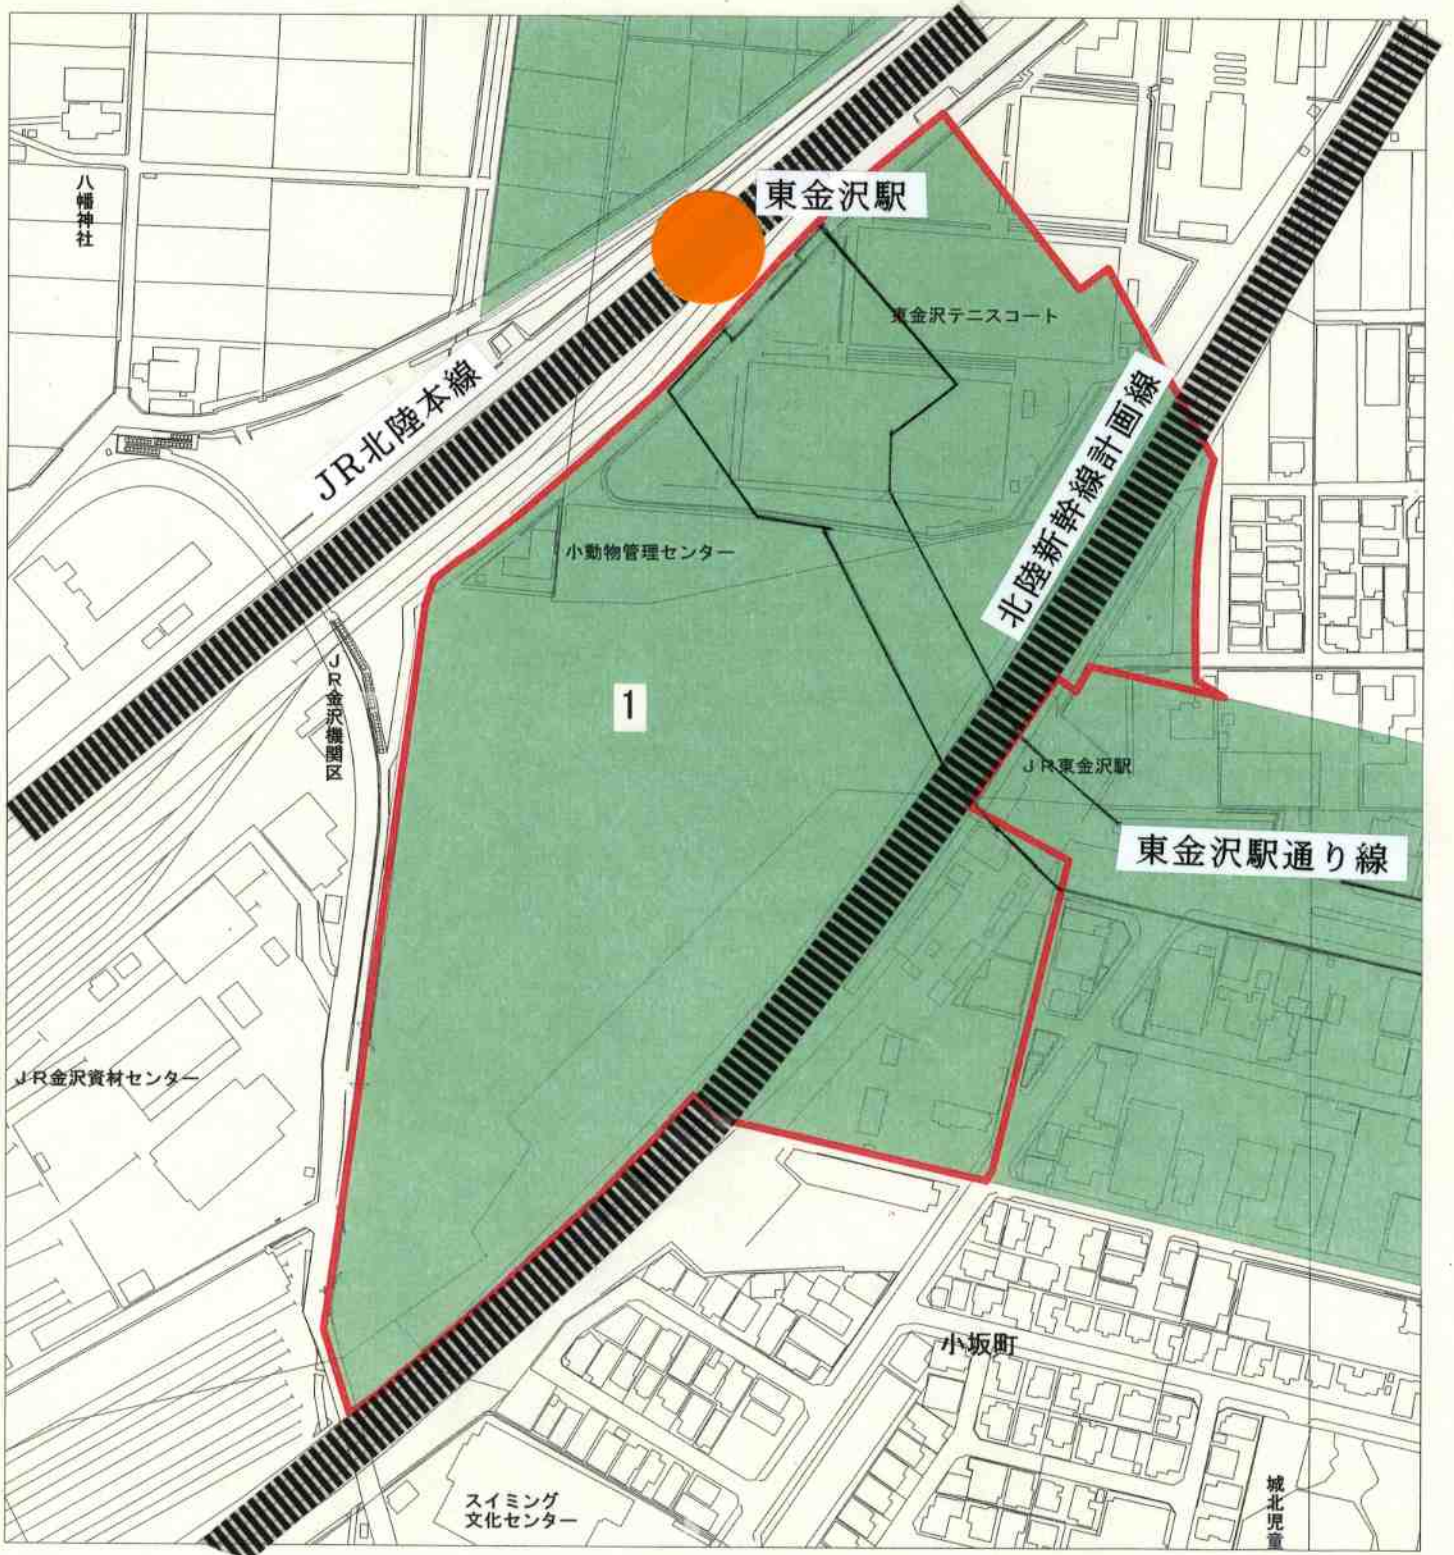 八幡神社
東金沢駅
東金沢テニスコート
JR北陸本線
北陸新幹線計画線
小動物管理センター
JR金沢機関区
1
JR東金沢駅
東金沢駅通り線
JR金沢資材センター
小坂町
スイミング
文化センター
城北児童